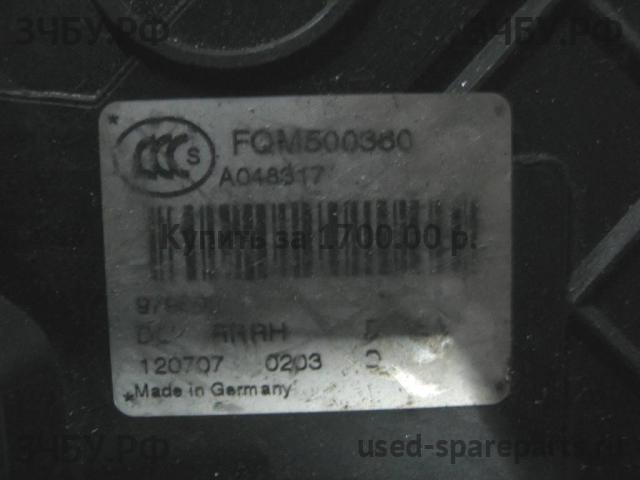 ЗЧБУ.РФ ЗЧБУ.РФ
CCC S FQM500360
A048317
Купить за 1700.00 р.
120707 0203
Made in Germany
ЗЧБУ.РФ used-spareparts.ru